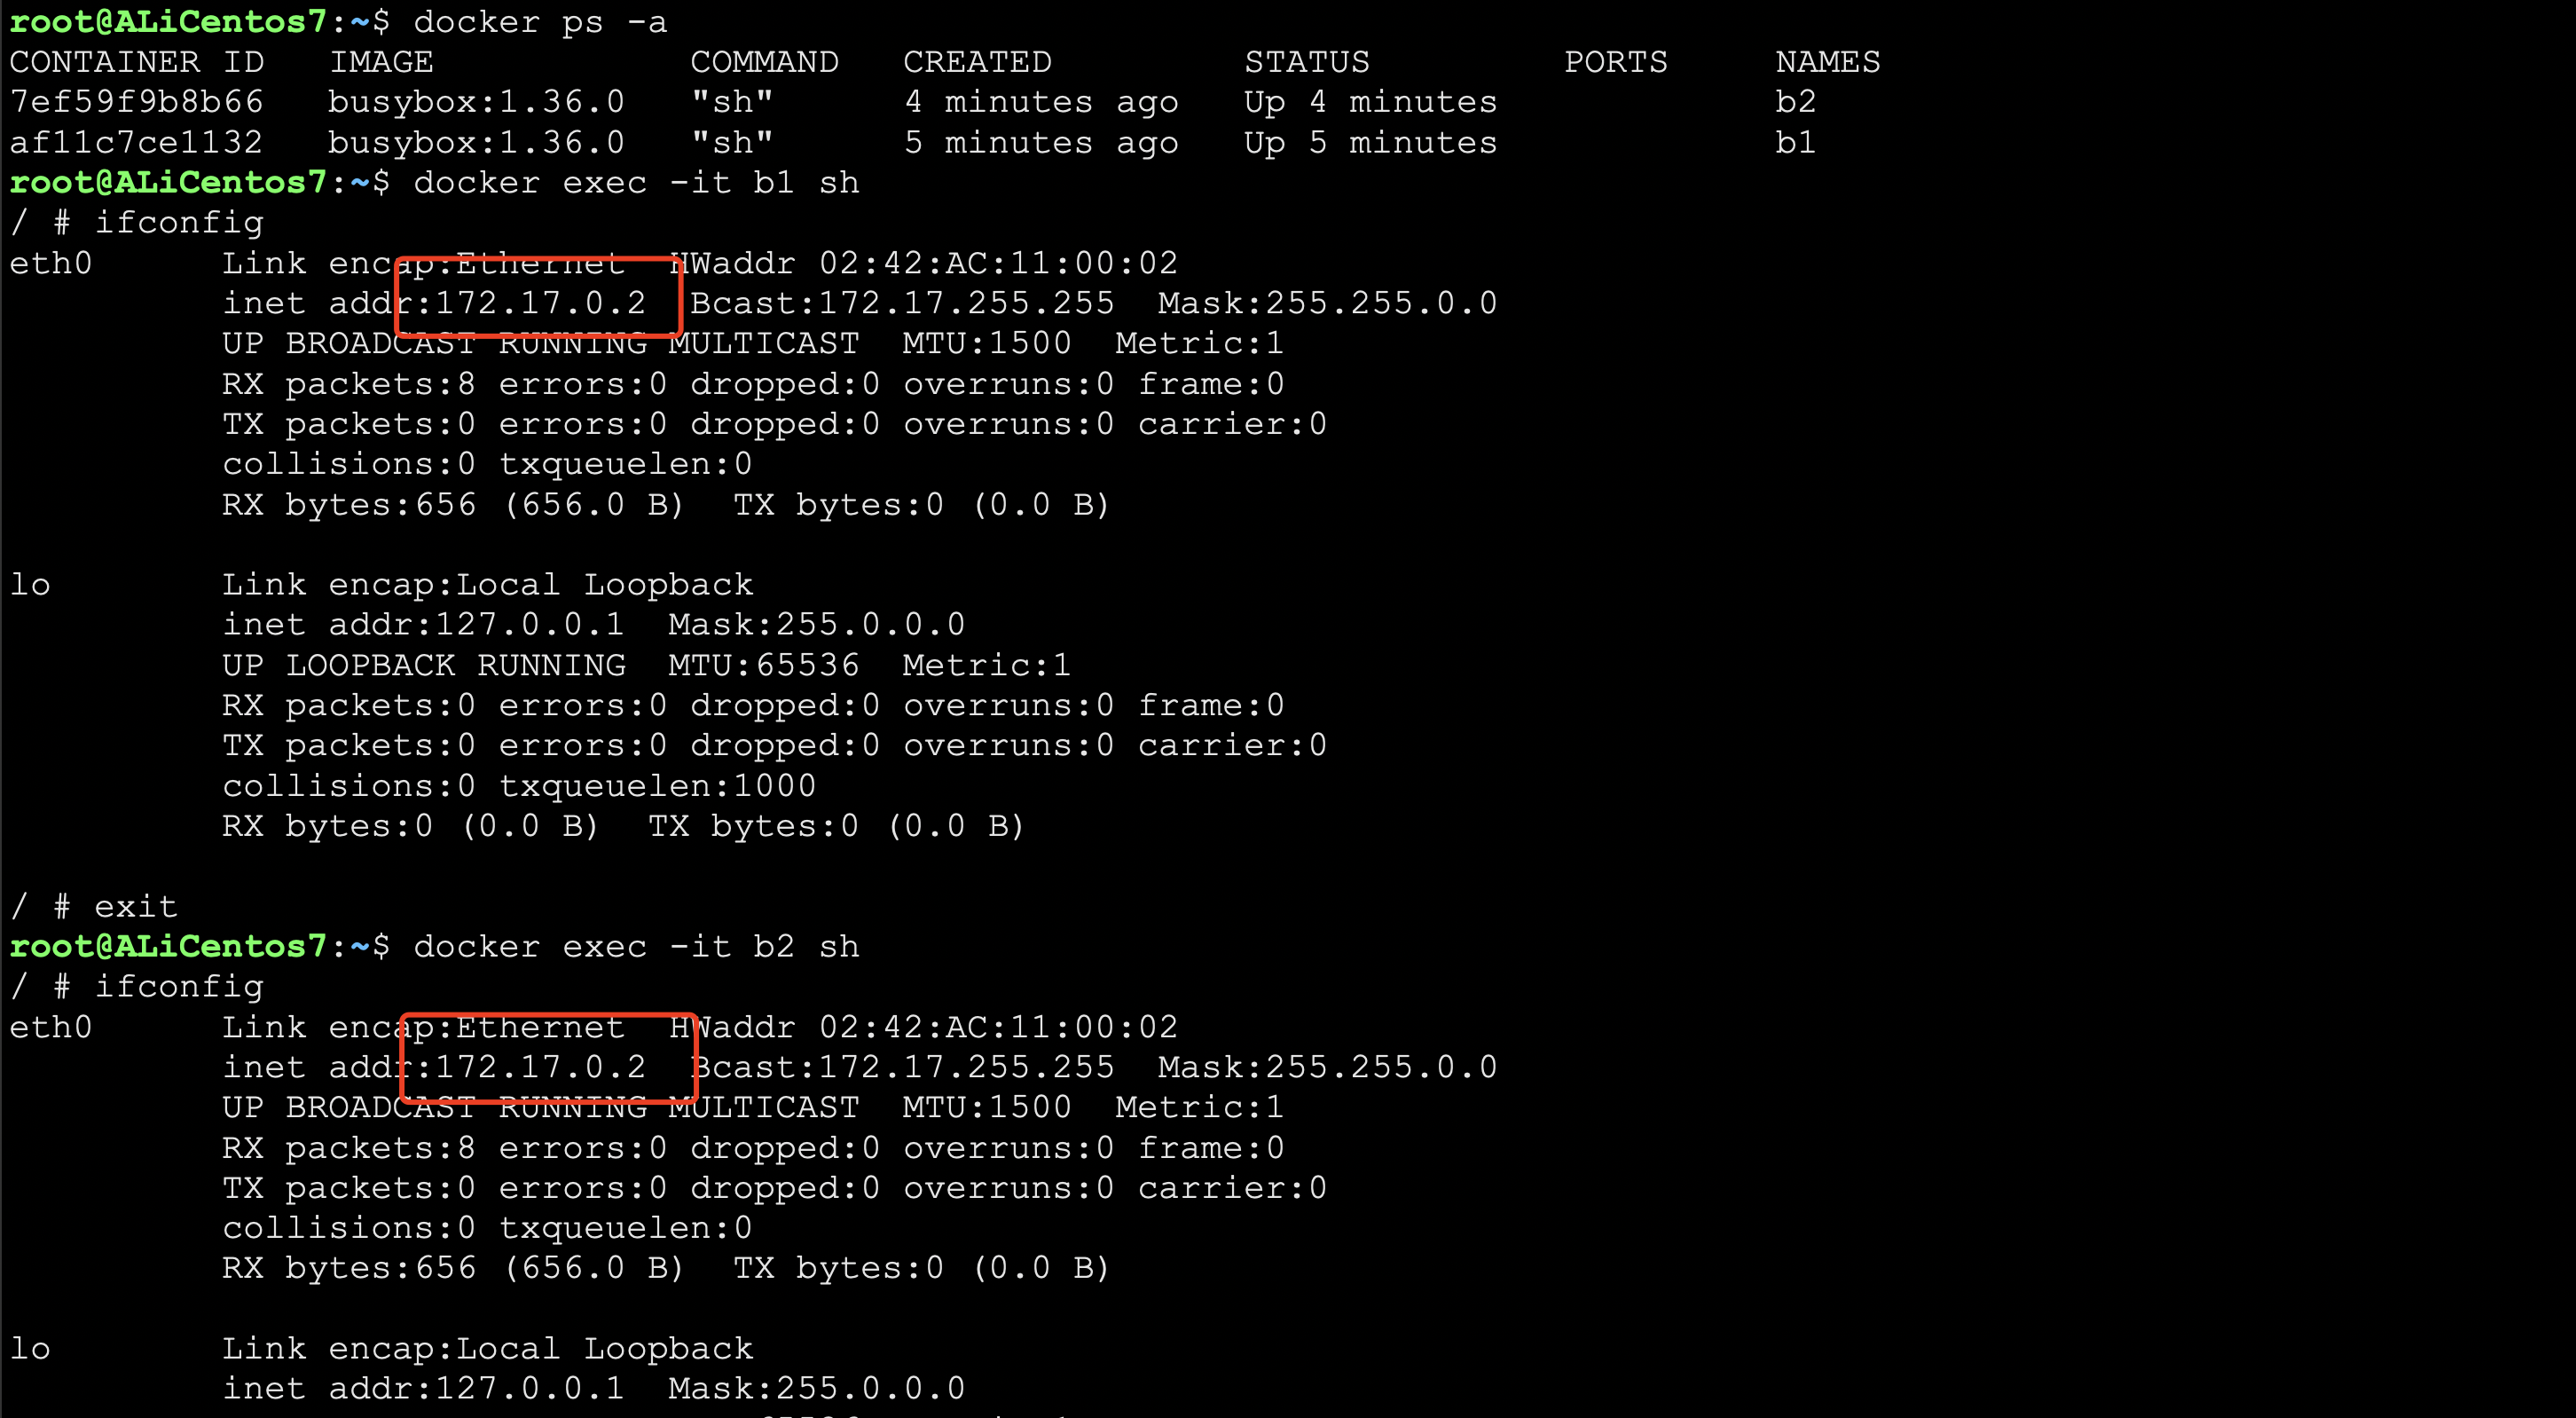 root@ALiCentos7:~$ docker ps -a
CONTAINER ID   IMAGE            COMMAND   CREATED         STATUS         PORTS     NAMES
7ef59f9b8b66   busybox:1.36.0   "sh"      4 minutes ago   Up 4 minutes             b2
af11c7ce1132   busybox:1.36.0   "sh"      5 minutes ago   Up 5 minutes             b1
root@ALiCentos7:~$ docker exec -it b1 sh
/ # ifconfig
eth0      Link encap:Ethernet  HWaddr 02:42:AC:11:00:02
          inet addr:172.17.0.2  Bcast:172.17.255.255  Mask:255.255.0.0
          UP BROADCAST RUNNING MULTICAST  MTU:1500  Metric:1
          RX packets:8 errors:0 dropped:0 overruns:0 frame:0
          TX packets:0 errors:0 dropped:0 overruns:0 carrier:0
          collisions:0 txqueuelen:0
          RX bytes:656 (656.0 B)  TX bytes:0 (0.0 B)
lo        Link encap:Local Loopback
          inet addr:127.0.0.1  Mask:255.0.0.0
          UP LOOPBACK RUNNING  MTU:65536  Metric:1
          RX packets:0 errors:0 dropped:0 overruns:0 frame:0
          TX packets:0 errors:0 dropped:0 overruns:0 carrier:0
          collisions:0 txqueuelen:1000
          RX bytes:0 (0.0 B)  TX bytes:0 (0.0 B)
/ # exit
root@ALiCentos7:~$ docker exec -it b2 sh
/ # ifconfig
eth0      Link encap:Ethernet  HWaddr 02:42:AC:11:00:02
          inet addr:172.17.0.2  Bcast:172.17.255.255  Mask:255.255.0.0
          UP BROADCAST RUNNING MULTICAST  MTU:1500  Metric:1
          RX packets:8 errors:0 dropped:0 overruns:0 frame:0
          TX packets:0 errors:0 dropped:0 overruns:0 carrier:0
          collisions:0 txqueuelen:0
          RX bytes:656 (656.0 B)  TX bytes:0 (0.0 B)
lo        Link encap:Local Loopback
          inet addr:127.0.0.1  Mask:255.0.0.0